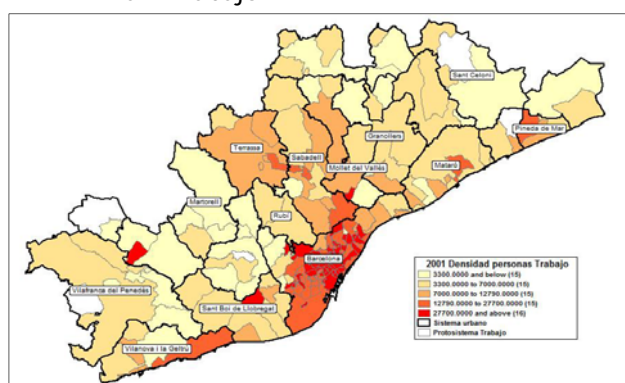 Sant Celoni
Pineda de Mar
Granollers
Terrassa
Sabadell
Mollet del Vallès
Mataró
Martorell
Rubí
Barcelona
Vilafranca del Penedès
Sant Boi de Llobregat
Vilanova i la Geltrú
2001 Densidad personas Trabajo
3300.0000 and below (15)
3300.0000 to 7000.0000 (15)
7000.0000 to 12790.0000 (15)
12790.0000 to 27700.0000 (15)
27700.0000 and above (16)
Sistema urbano
Protosistema Trabajo